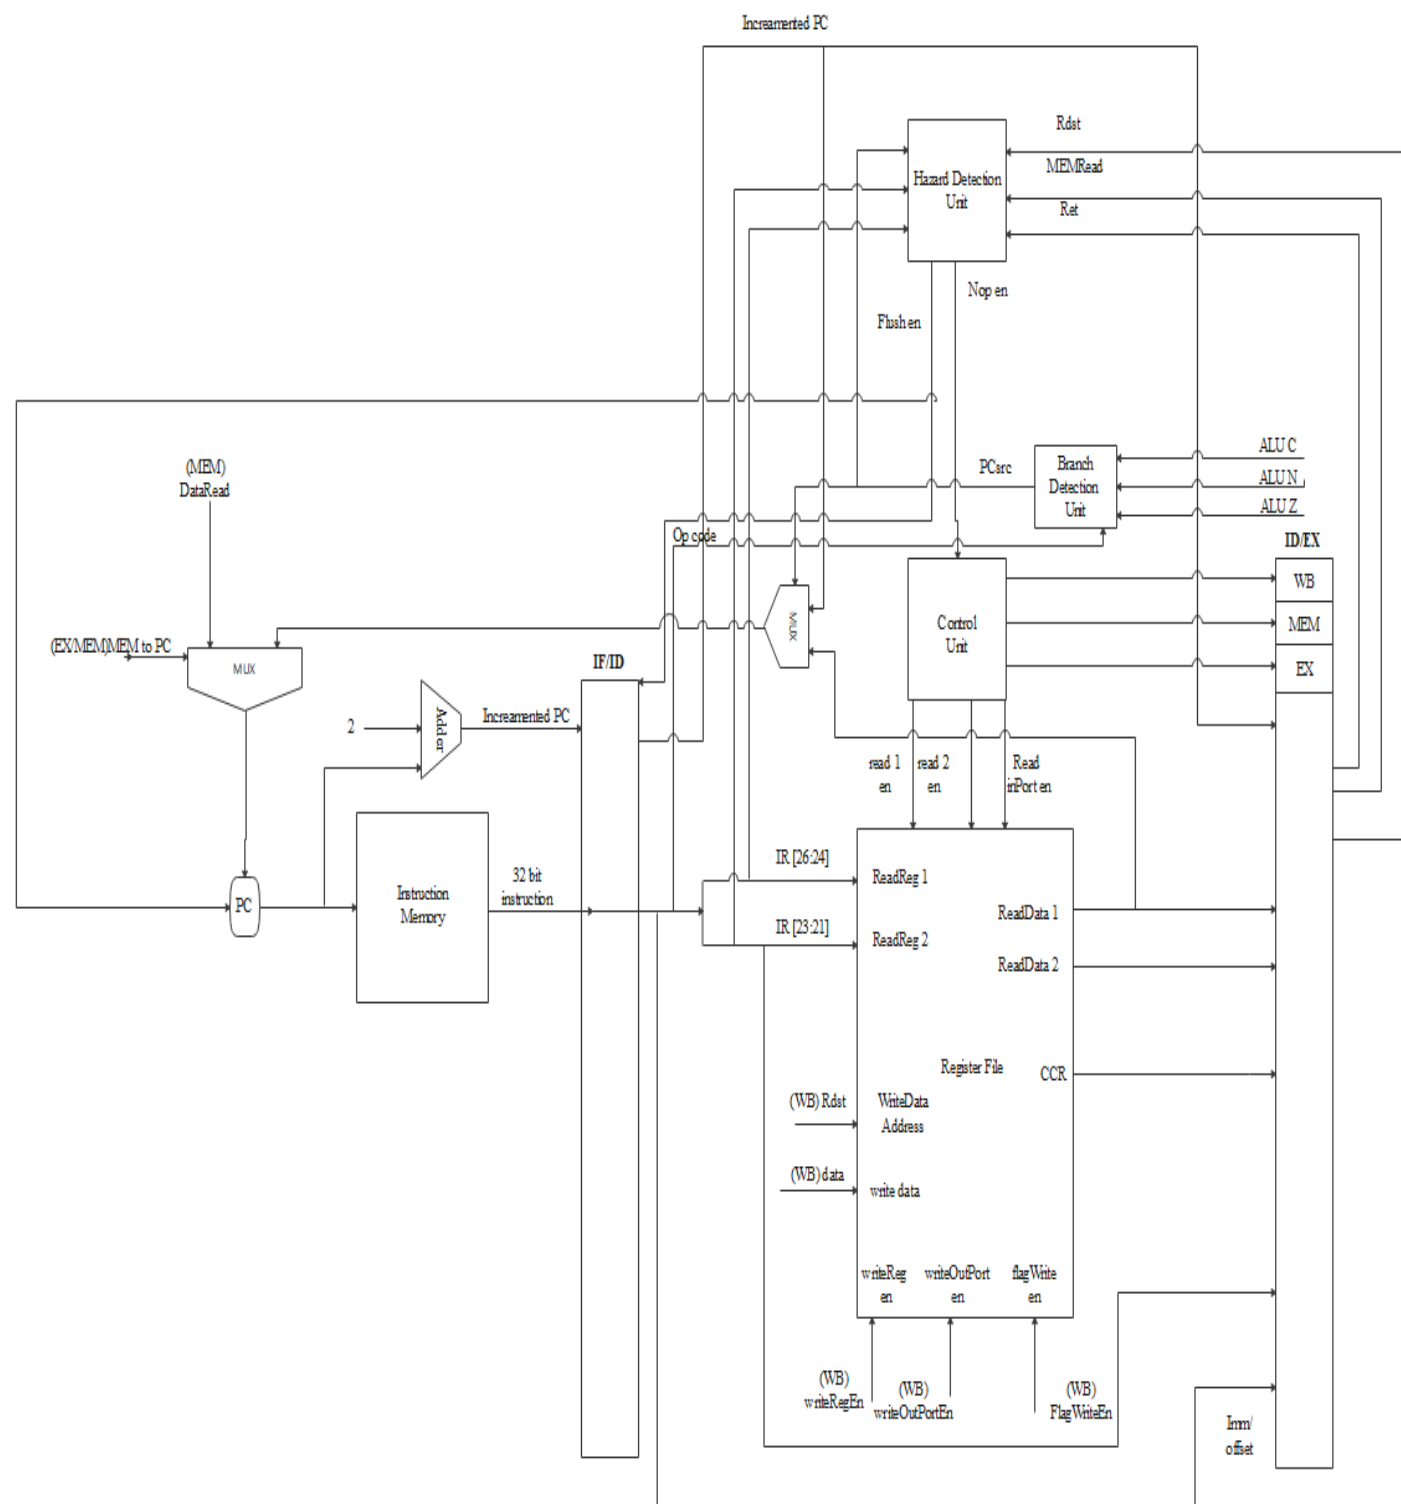 Increamented PC
Rdst
MEMRead
Hazard Detection
Unit
Ret
Nop en
Flush en
(MEM)
DataRead
PCsrc
Branch
Detection
Unit
ALU C
ALU N
ALU Z
Op code
ID/EX
WB
MEM
EX
Control
Unit
MUX
(EX/MEM)MEM to PC
MUX
IF/ID
2
Adder
Increamented PC
read 1
en
read 2
en
Read
inPort en
PC
Instruction
Memory
32 bit
instruction
IR [26:24]
ReadReg 1
IR [23:21]
ReadReg 2
ReadData 1
ReadData 2
Register File
CCR
(WB) Rdst
WriteData
Address
(WB) data
write data
writeReg
en
writeOutPort
en
flagWrite
en
(WB)
writeRegEn
(WB)
writeOutPortEn
(WB)
FlagWriteEn
Imm/
offset